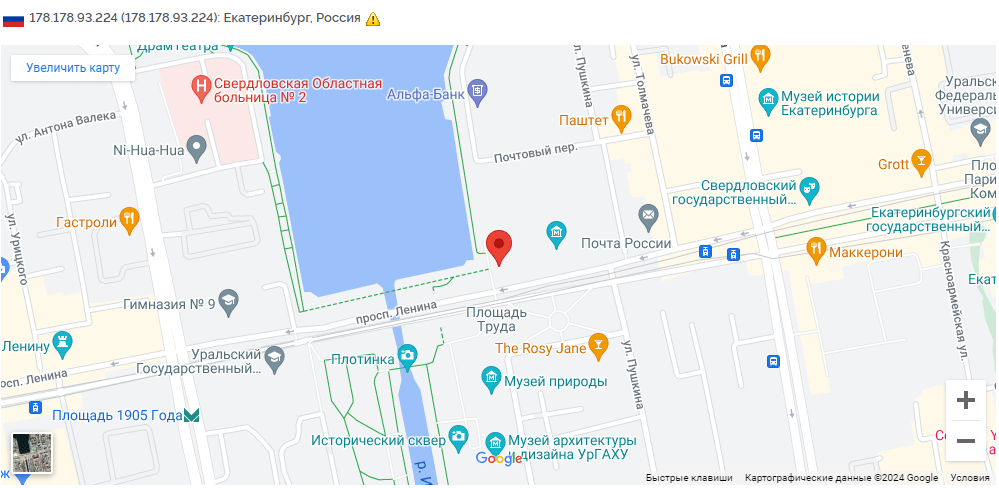 178.178.93.224 (178.178.93.224): Екатеринбург, Россия
Драмтеатра
Увеличить карту
Свердловская Областная
больница № 2
Альфа-Банк
Bukowski Grill
ул. Пушкина
ул. Толмачева
Музей истории
Екатеринбурга
Уральск
Федераль
Универси
ул. Антона Валека
Паштет
Ni-Hua-Hua
Почтовый пер.
Grott
Свердловский
государственный...
Гастроли
ул. Урицкого
Почта России
Екатеринбургский
государственный...
Маккерони
Красноармейская ул.
Гимназия № 9
просп. Ленина
Площадь
Труда
Ленину
Уральский
Государственный...
Плотинка
The Rosy Jane
ул. Пушкина
Музей природы
просп. Ленина
Площадь 1905 Года
Исторический сквер
Музей архитектуры
и дизайна УрГАХУ
Google
Быстрые клавиши
Картографические данные ©2024 Google
Условия